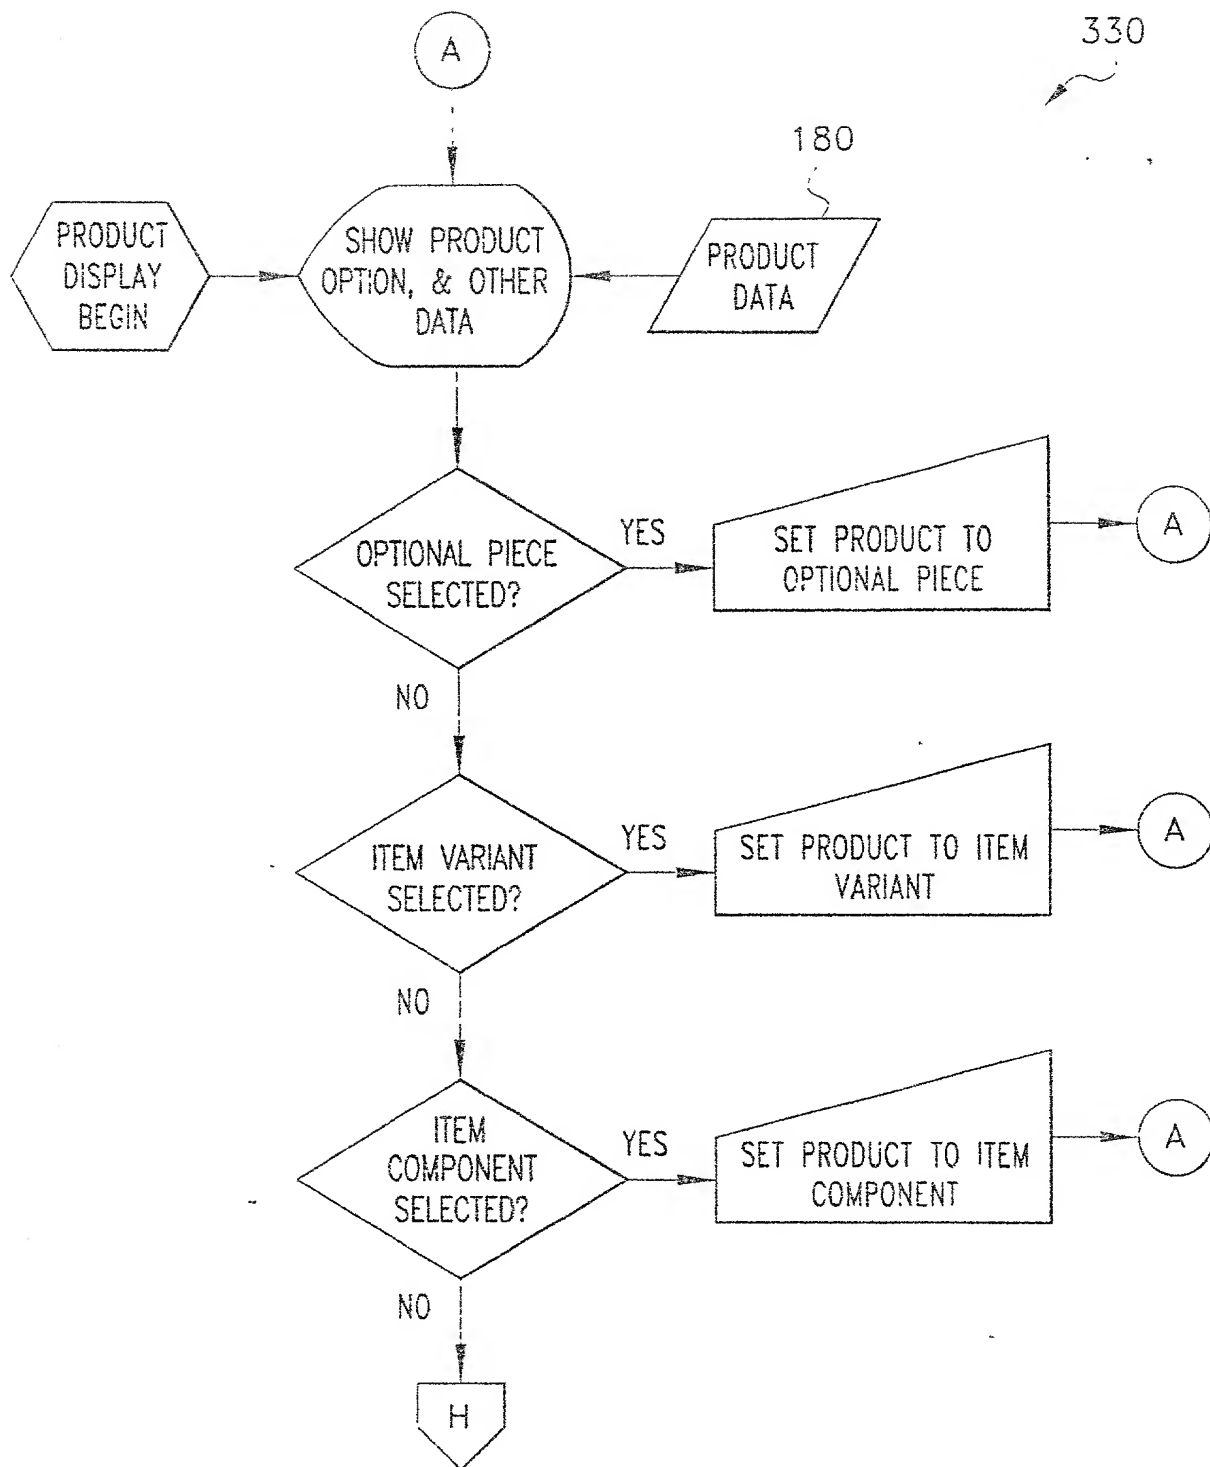 A
330
180
PRODUCT
DISPLAY
BEGIN
SHOW PRODUCT
OPTION, & OTHER
DATA
PRODUCT
DATA
OPTIONAL PIECE
SELECTED?
YES
SET PRODUCT TO
OPTIONAL PIECE
A
NO
ITEM VARIANT
SELECTED?
YES
SET PRODUCT TO ITEM
VARIANT
A
NO
ITEM
COMPONENT
SELECTED?
YES
SET PRODUCT TO ITEM
COMPONENT
A
NO
H